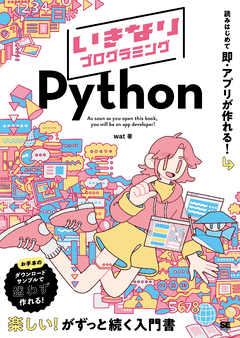 読みはじめて
即・アプリが作れる!
いきなり
プログラミング
Python
As soon as you open this book,
you will be an app developer!
wat 著
お手本の
ダウンロード
サンプルで
迷わず
作れる!
5678
楽しい!がずっと続く入門書
SE